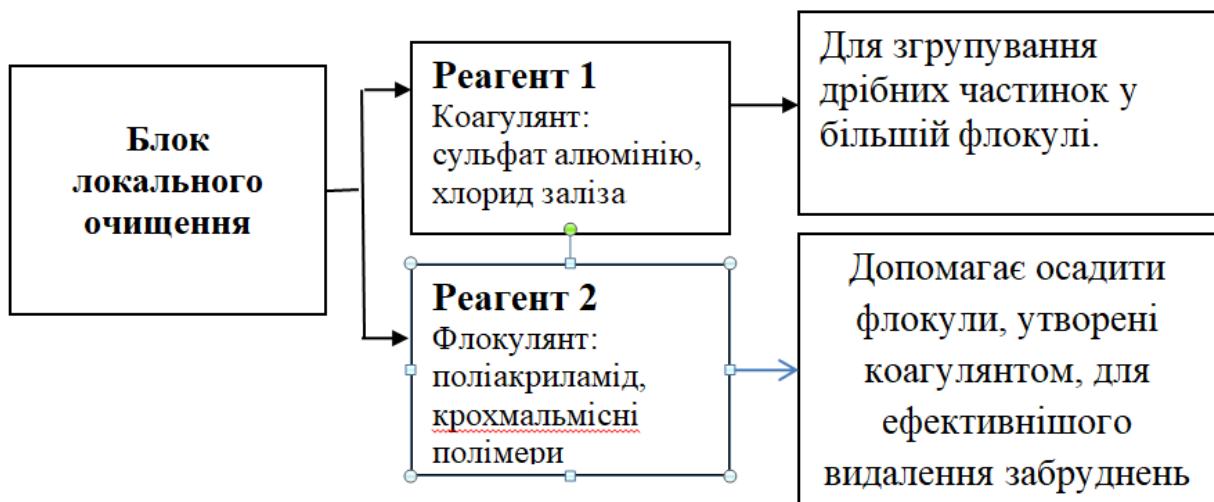 Блок
локального
очищення
Реагент 1
Коагулянт:
сульфат алюмінію,
хлорид заліза
Для згрупування
дрібних частинок у
більшій флокулі.
Реагент 2
Флокулянт:
поліакриламід,
крохмальмісні
полімери
Допомагає осадити
флокули, утворені
коагулянтом, для
ефективнішого
видалення забруднень